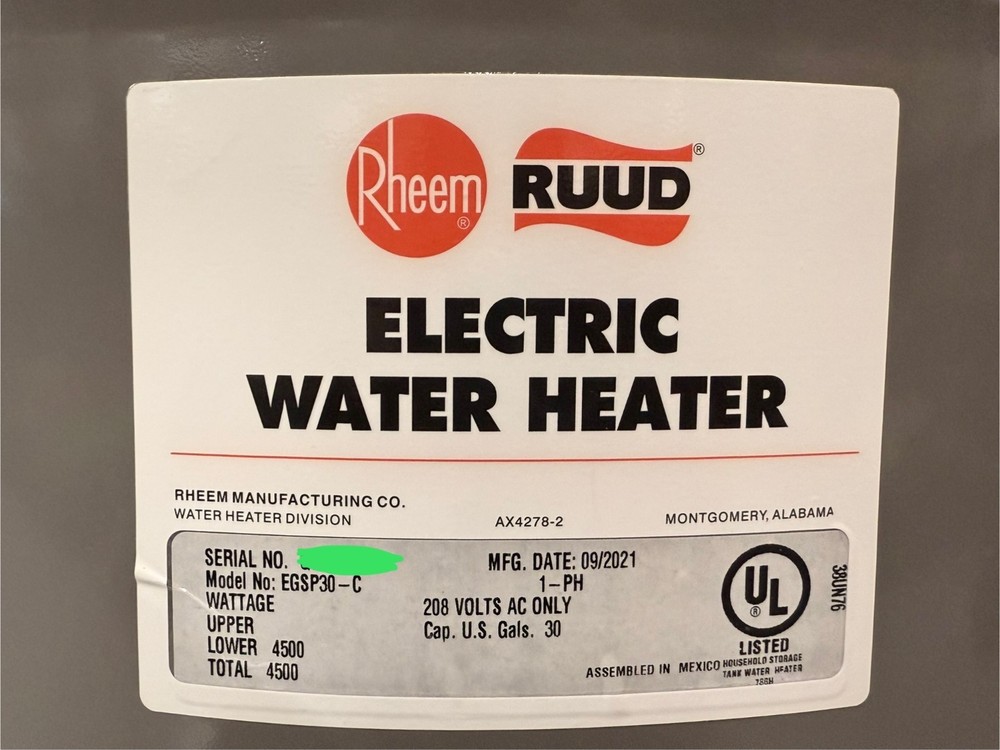 Rheem®
RUUD®
ELECTRIC
WATER HEATER
RHEEM MANUFACTURING CO.
WATER HEATER DIVISION
AX4278-2
MONTGOMERY, ALABAMA
SERIAL NO.
MFG. DATE: 09/2021
Model No: EGSP30-C
1-PH
WATTAGE
208 VOLTS AC ONLY
UPPER
Cap. U.S. Gals. 30
LOWER 4500
TOTAL 4500
UL®
LISTED
ASSEMBLED IN MEXICO
HOUSEHOLD STORAGE
TANK WATER HEATER
38UN76